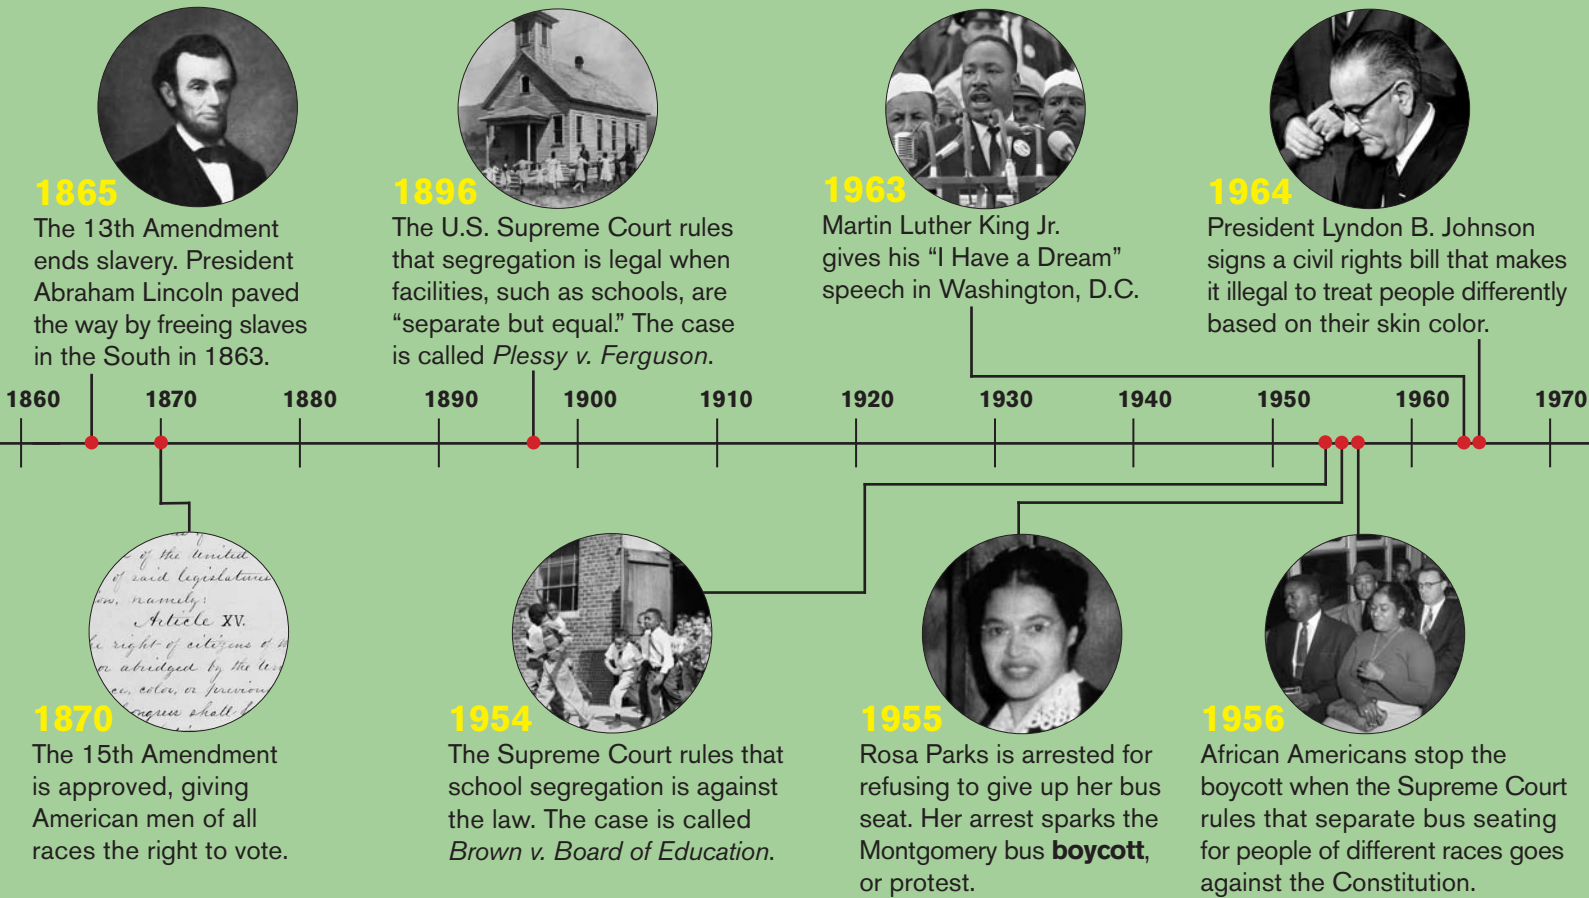 1865
The 13th Amendment
ends slavery. President
Abraham Lincoln paved
the way by freeing slaves
in the South in 1863.
1896
The U.S. Supreme Court rules
that segregation is legal when
facilities, such as schools, are
“separate but equal.” The case
is called Plessy v. Ferguson.
1963
Martin Luther King Jr.
gives his “I Have a Dream”
speech in Washington, D.C.
1964
President Lyndon B. Johnson
signs a civil rights bill that makes
it illegal to treat people differently
based on their skin color.
1860 1870 1880 1890 1900 1910 1920 1930 1940 1950 1960 1970
of the United
of said legislatures
namely:
Article XV.
right of citizens of
or abridged by the
color, or previous
shall
1870
The 15th Amendment
is approved, giving
American men of all
races the right to vote.
1954
The Supreme Court rules that
school segregation is against
the law. The case is called
Brown v. Board of Education.
1955
Rosa Parks is arrested for
refusing to give up her bus
seat. Her arrest sparks the
Montgomery bus boycott,
or protest.
1956
African Americans stop the
boycott when the Supreme Court
rules that separate bus seating
for people of different races goes
against the Constitution.